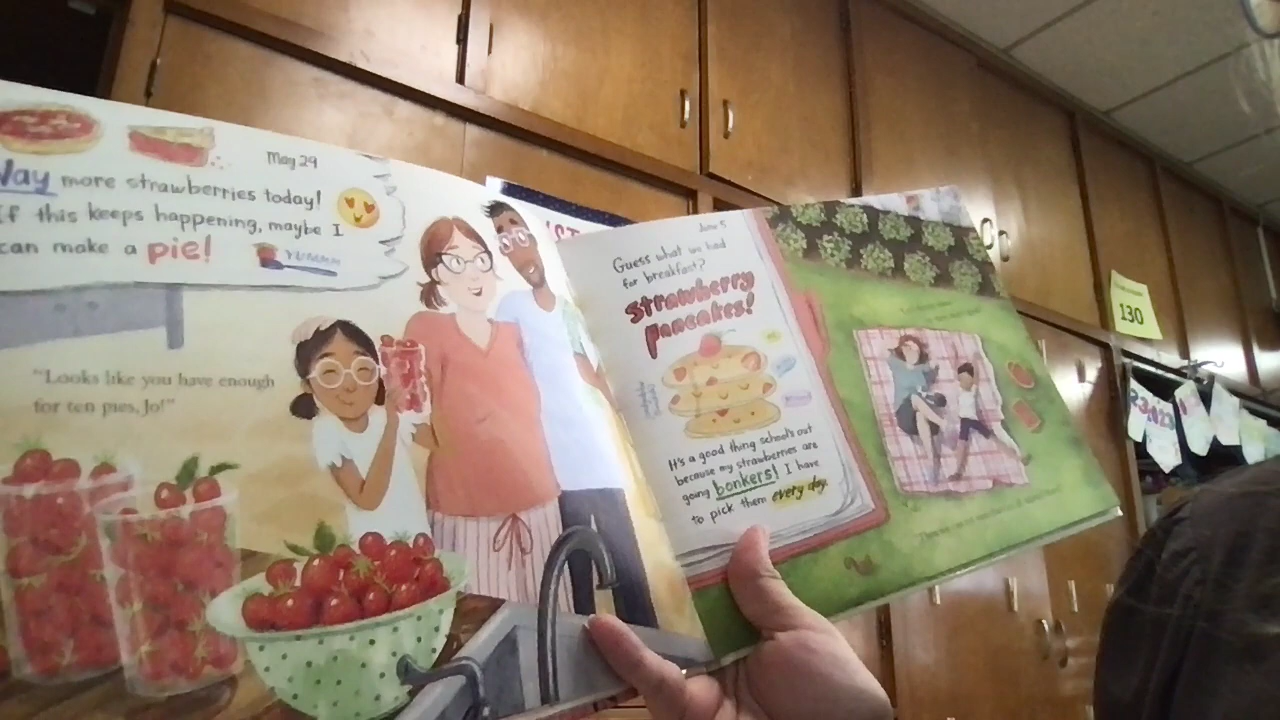 May 29
Way more strawberries today!
If this keeps happening, maybe I
can make a pie!
YUMMM
"Looks like you have enough
for ten pies, Jo!"
June 5
Guess what we had
for breakfast?
Strawberry
Pancakes!
It's a good thing school's out
because my strawberries are
going bonkers! I have
to pick them every day.
130